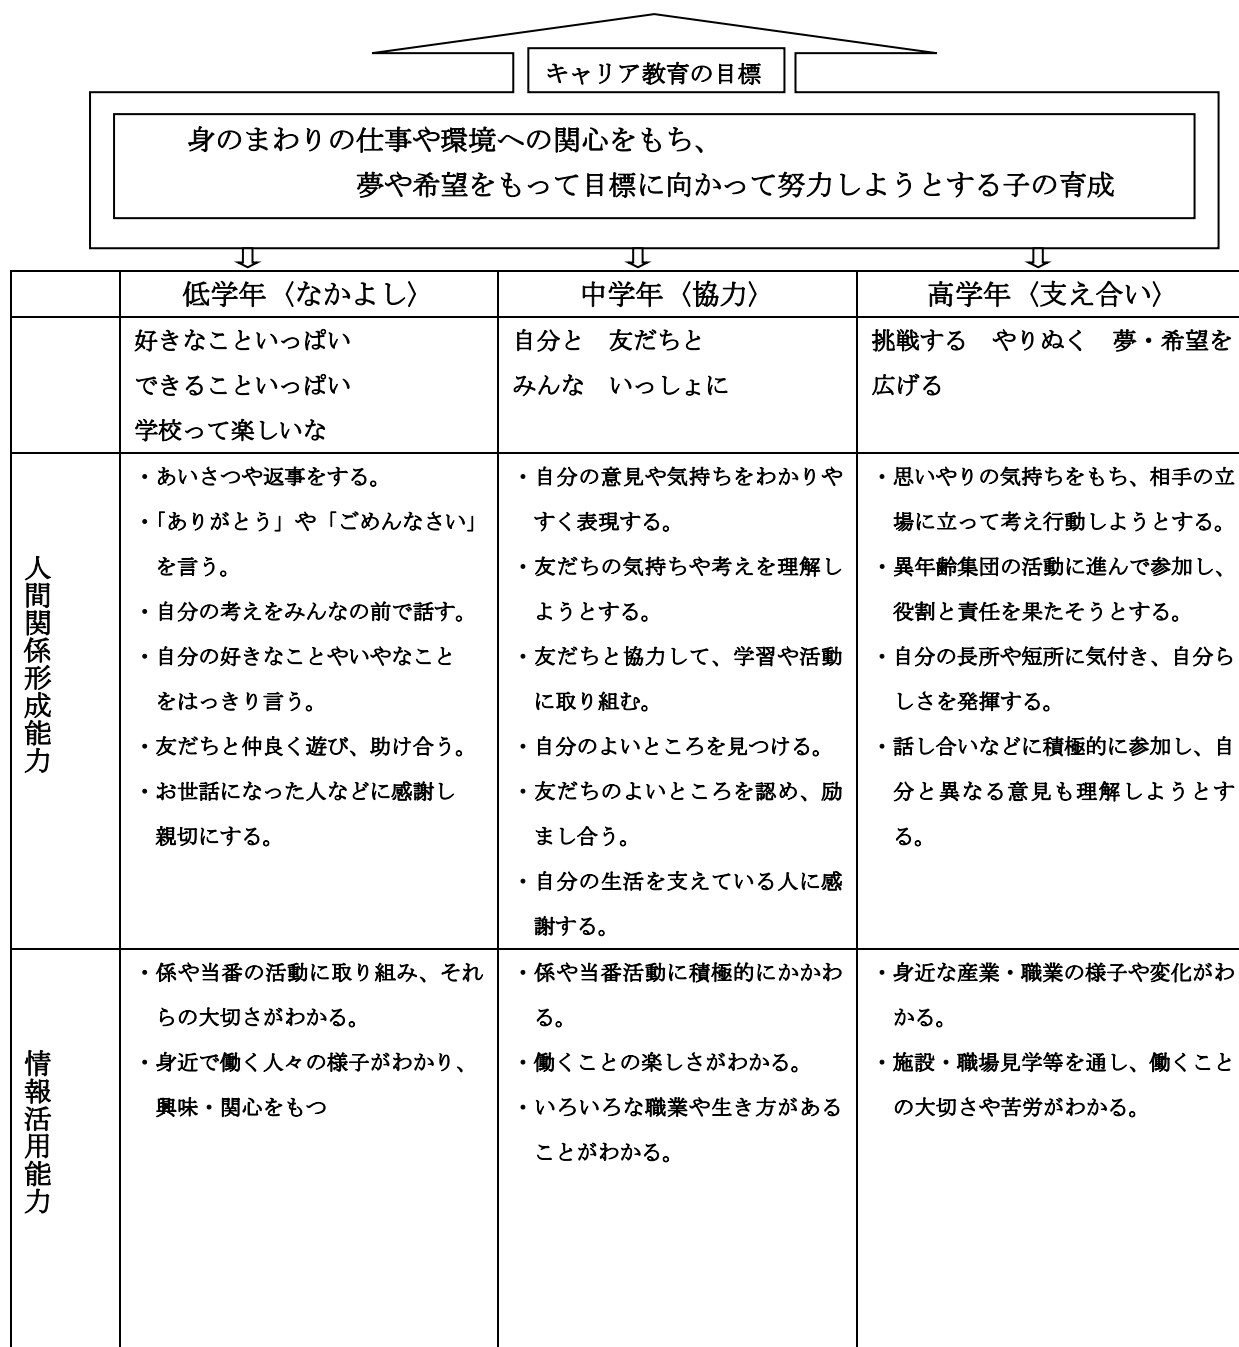 キャリア教育の目標
身のまわりの仕事や環境への関心をもち、
夢や希望をもって目標に向かって努力しようとする子の育成
低学年〈なかよし〉
中学年〈協力〉
高学年〈支え合い〉
好きなこといっぱい
できることいっぱい
学校って楽しいな
自分と　友だちと
みんな　いっしょに
挑戦する　やりぬく　夢・希望を
広げる
人間関係形成能力
・あいさつや返事をする。
・「ありがとう」や「ごめんなさい」
を言う。
・自分の考えをみんなの前で話す。
・自分の好きなことやいやなこと
をはっきり言う。
・友だちと仲良く遊び、助け合う。
・お世話になった人などに感謝し
親切にする。
・自分の意見や気持ちをわかりや
すく表現する。
・友だちの気持ちや考えを理解し
ようとする。
・友だちと協力して、学習や活動
に取り組む。
・自分のよいところを見つける。
・友だちのよいところを認め、励
まし合う。
・自分の生活を支えている人に感
謝する。
・思いやりの気持ちをもち、相手の立
場に立って考え行動しようとする。
・異年齢集団の活動に進んで参加し、
役割と責任を果たそうとする。
・自分の長所や短所に気付き、自分ら
しさを発揮する。
・話し合いなどに積極的に参加し、自
分と異なる意見も理解しようとす
る。
情報活用能力
・係や当番の活動に取り組み、それ
らの大切さがわかる。
・身近で働く人々の様子がわかり、
興味・関心をもつ
・係や当番活動に積極的にかかわ
る。
・働くことの楽しさがわかる。
・いろいろな職業や生き方がある
ことがわかる。
・身近な産業・職業の様子や変化がわ
かる。
・施設・職場見学等を通し、働くこと
の大切さや苦労がわかる。